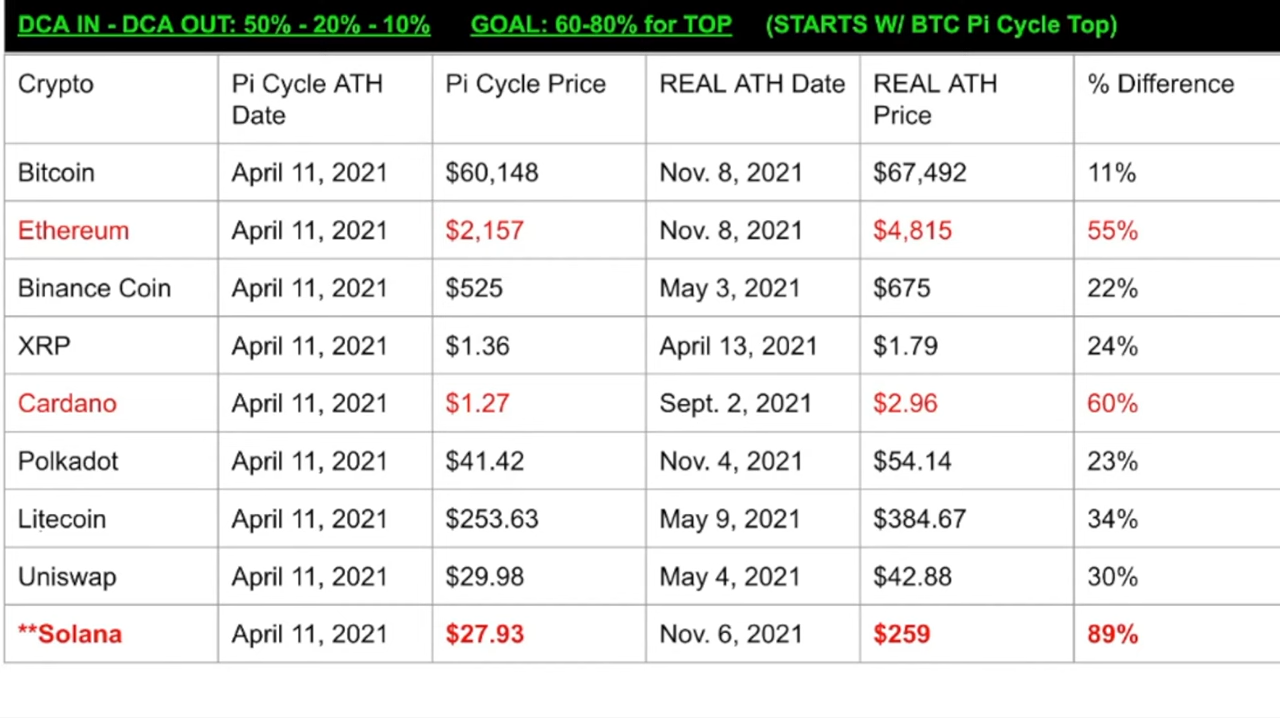 DCA IN - DCA OUT: 50% - 20% - 10% GOAL: 60-80% for TOP (STARTS W/ BTC Pi Cycle Top)
Crypto Pi Cycle ATH Date Pi Cycle Price REAL ATH Date REAL ATH Price % Difference
Bitcoin April 11, 2021 $60,148 Nov. 8, 2021 $67,492 11%
Ethereum April 11, 2021 $2,157 Nov. 8, 2021 $4,815 55%
Binance Coin April 11, 2021 $525 May 3, 2021 $675 22%
XRP April 11, 2021 $1.36 April 13, 2021 $1.79 24%
Cardano April 11, 2021 $1.27 Sept. 2, 2021 $2.96 60%
Polkadot April 11, 2021 $41.42 Nov. 4, 2021 $54.14 23%
Litecoin April 11, 2021 $253.63 May 9, 2021 $384.67 34%
Uniswap April 11, 2021 $29.98 May 4, 2021 $42.88 30%
**Solana April 11, 2021 $27.93 Nov. 6, 2021 $259 89%